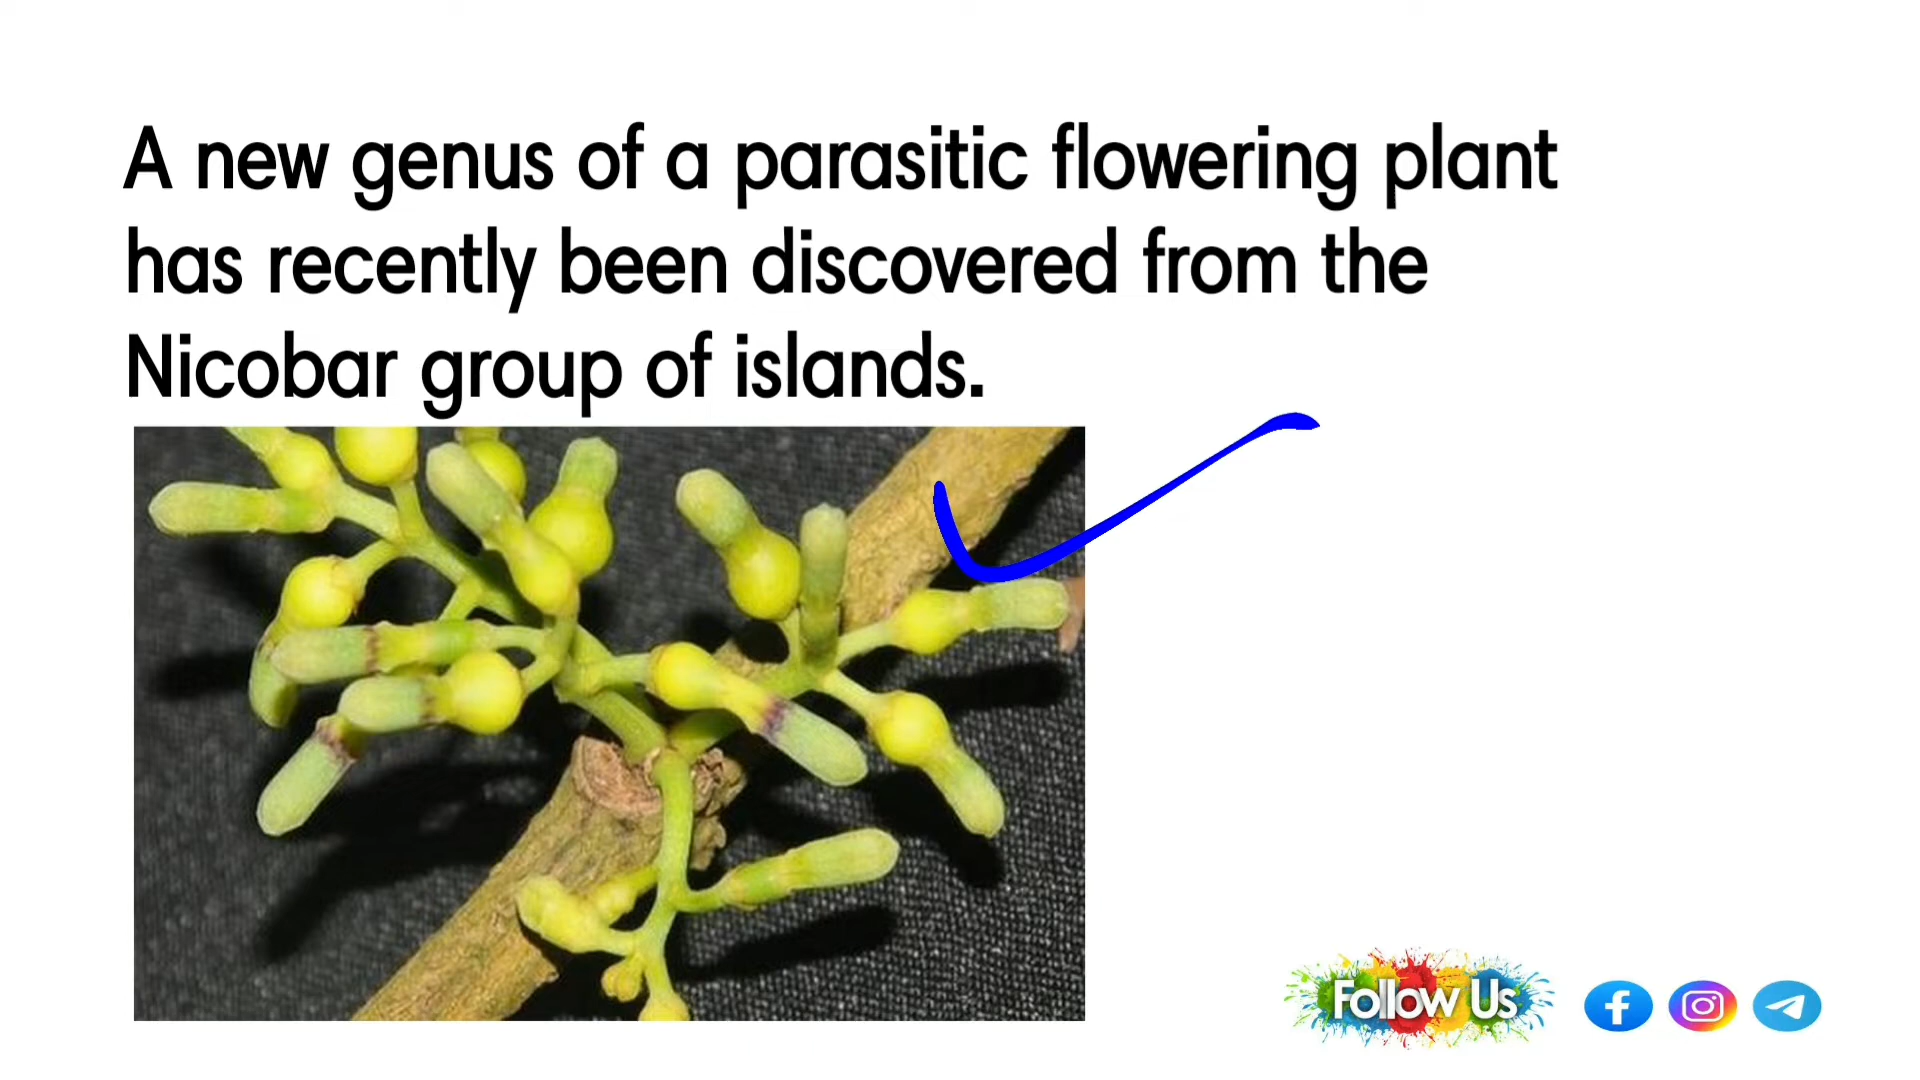 A new genus of a parasitic flowering plant
has recently been discovered from the
Nicobar group of islands.
Follow Us